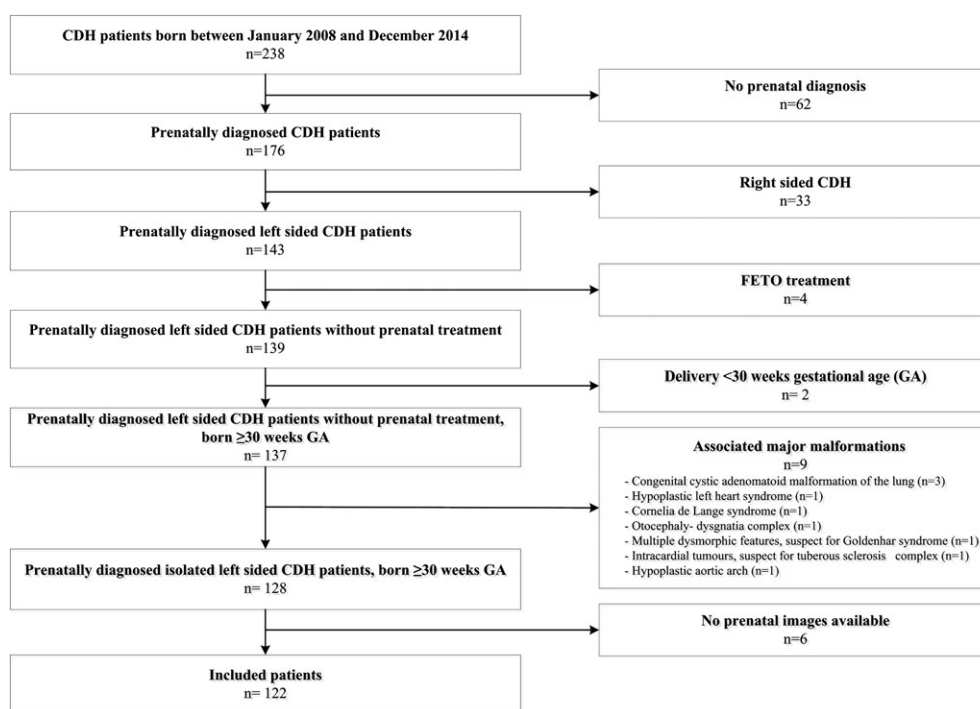 CDH patients born between January 2008 and December 2014
n=238
No prenatal diagnosis
n=62
Prenatally diagnosed CDH patients
n=176
Right sided CDH
n=33
Prenatally diagnosed left sided CDH patients
n=143
FETO treatment
n=4
Prenatally diagnosed left sided CDH patients without prenatal treatment
n=139
Delivery <30 weeks gestational age (GA)
n= 2
Prenatally diagnosed left sided CDH patients without prenatal treatment,
born ≥30 weeks GA
n= 137
Associated major malformations
n=9
- Congenital cystic adenomatoid malformation of the lung (n=3)
- Hypoplastic left heart syndrome (n=1)
- Cornelia de Lange syndrome (n=1)
- Otocephaly- dysgnatia complex (n=1)
- Multiple dysmorphic features, suspect for Goldenhar syndrome (n=1)
- Intracardial tumours, suspect for tuberous sclerosis complex (n=1)
- Hypoplastic aortic arch (n=1)
Prenatally diagnosed isolated left sided CDH patients, born ≥30 weeks GA
n= 128
No prenatal images available
n=6
Included patients
n= 122